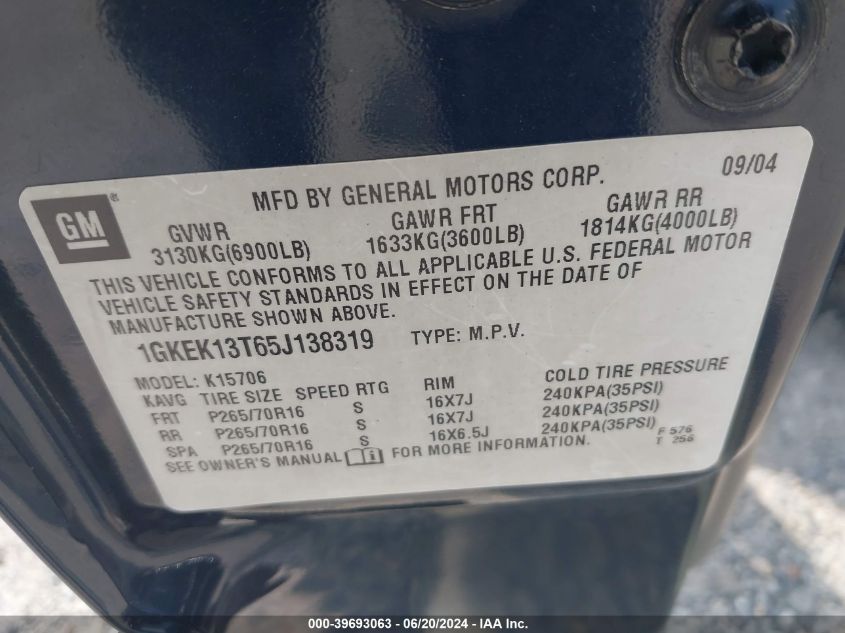 GM ®
MFD BY GENERAL MOTORS CORP. 09/04
GVWR GAWR FRT GAWR RR
3130KG(6900LB) 1633KG(3600LB) 1814KG(4000LB)
THIS VEHICLE CONFORMS TO ALL APPLICABLE U.S. FEDERAL MOTOR
VEHICLE SAFETY STANDARDS IN EFFECT ON THE DATE OF
MANUFACTURE SHOWN ABOVE.
1GKEK13T65J138319 TYPE: M.P.V.
MODEL: K15706
KAVG TIRE SIZE SPEED RTG RIM COLD TIRE PRESSURE
FRT P265/70R16 S 16X7J 240KPA(35PSI)
RR P265/70R16 S 16X7J 240KPA(35PSI)
SPA P265/70R16 S 16X6.5J 240KPA(35PSI)
SEE OWNER'S MANUAL i FOR MORE INFORMATION.
F 576
T 256
000-39693063 / 06/20/2024 - IAA Inc.